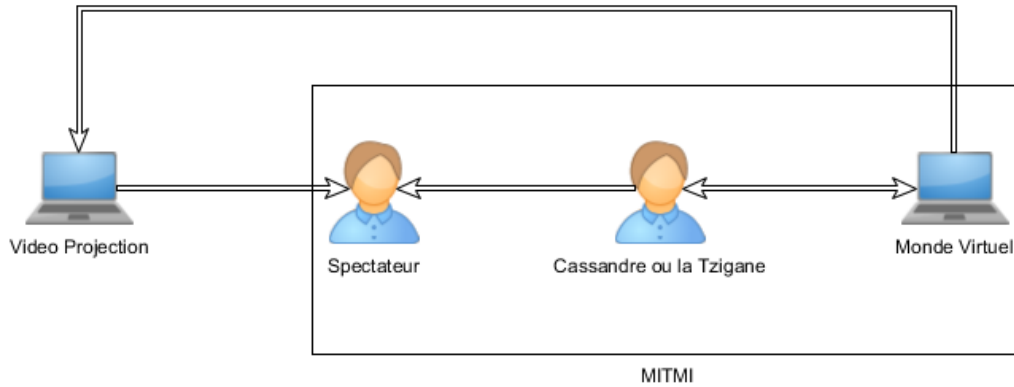 Video Projection
Spectateur
Cassandre ou la Tzigane
Monde Virtuel
MITMI